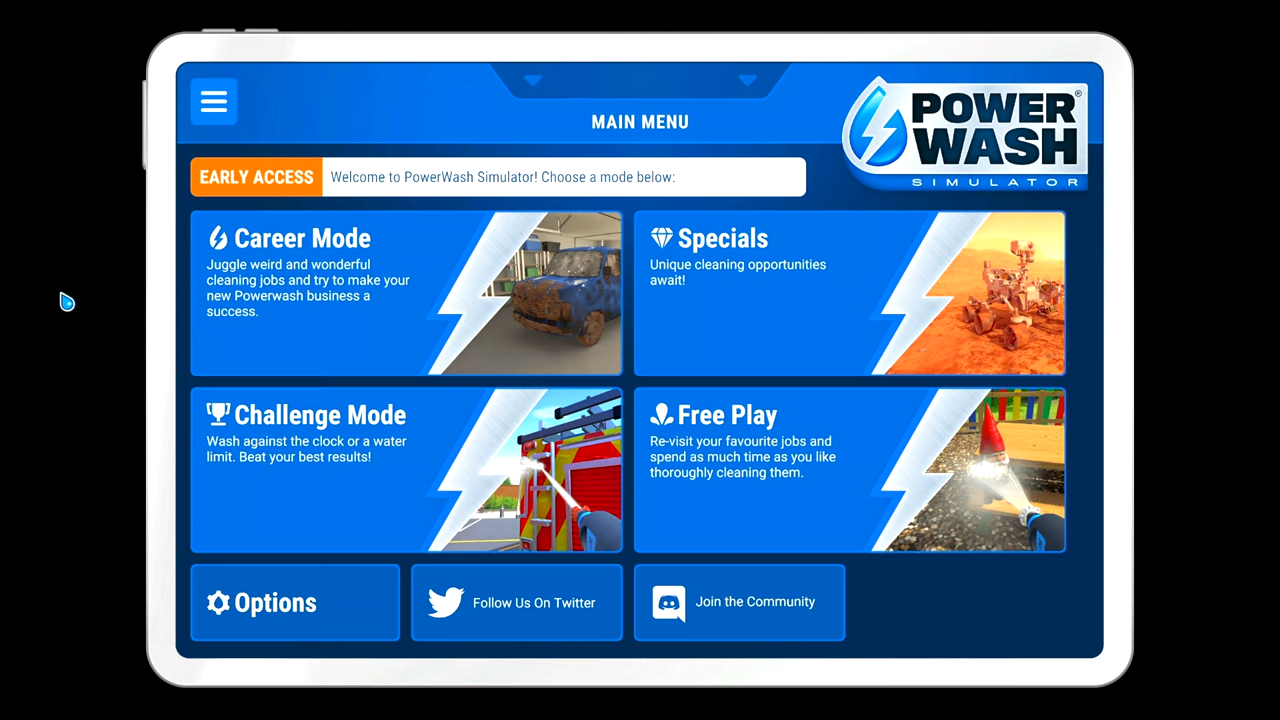 MAIN MENU
POWER®
WASH
SIMULATOR
EARLY ACCESS Welcome to PowerWash Simulator! Choose a mode below:
Career Mode
Juggle weird and wonderful
cleaning jobs and try to make your
new Powerwash business a
success.
Specials
Unique cleaning opportunities
await!
Challenge Mode
Wash against the clock or a water
limit. Beat your best results!
Free Play
Re-visit your favourite jobs and
spend as much time as you like
thoroughly cleaning them.
Options
Follow Us On Twitter
Join the Community